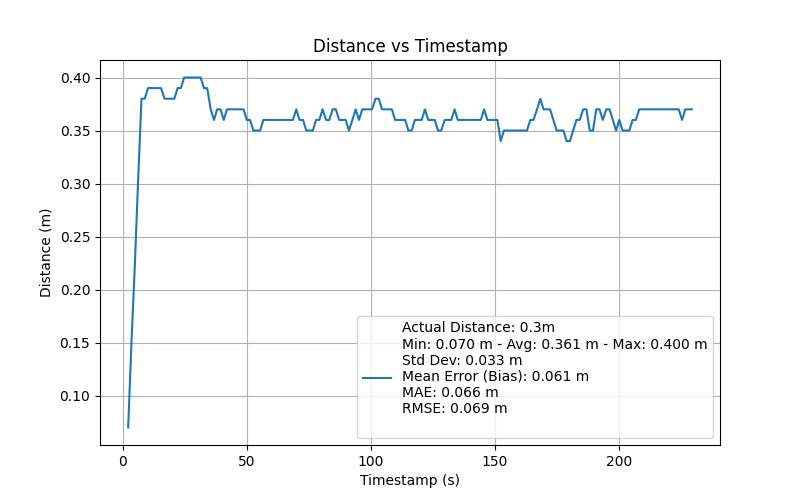 Distance vs Timestamp
Distance (m)
0.40
0.35
0.30
0.25
0.20
0.15
0.10
Actual Distance: 0.3m
Min: 0.070 m - Avg: 0.361 m - Max: 0.400 m
Std Dev: 0.033 m
Mean Error (Bias): 0.061 m
MAE: 0.066 m
RMSE: 0.069 m
0 50 100 150 200
Timestamp (s)